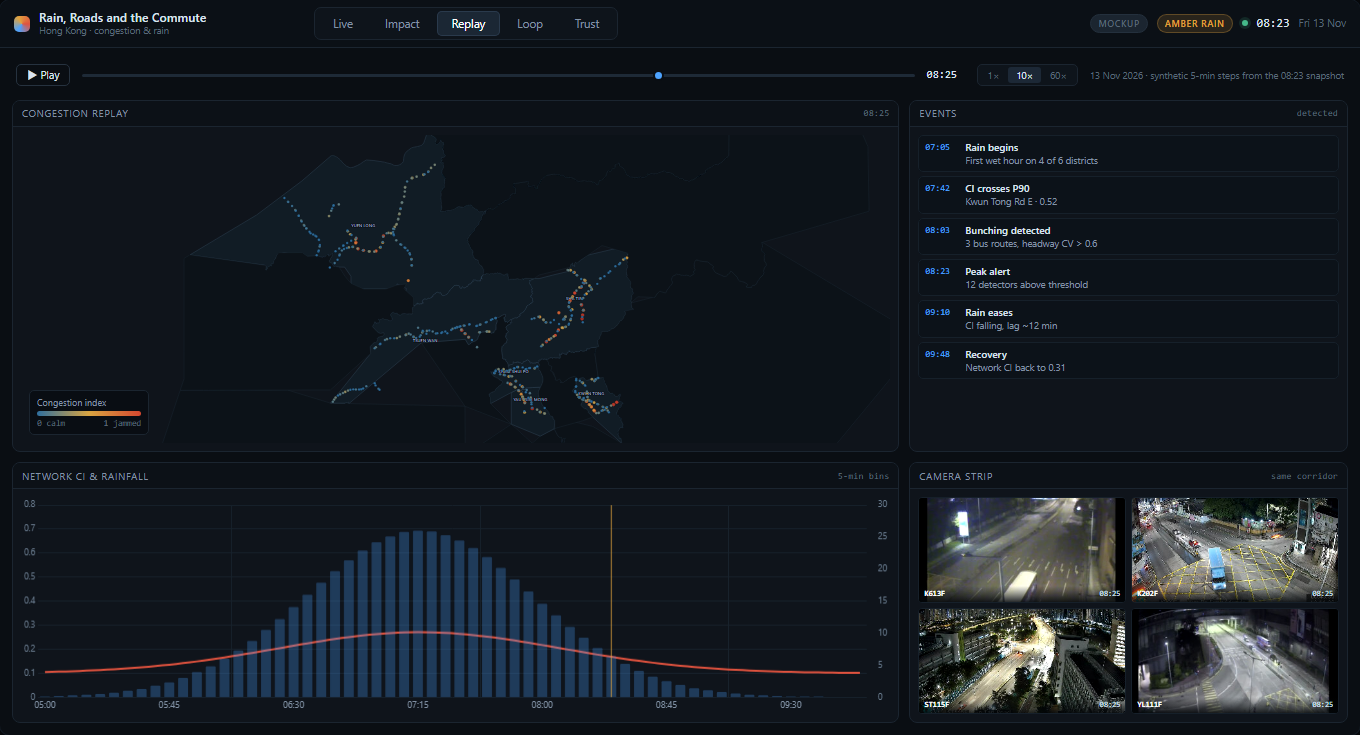 Rain, Roads and the Commute
Hong Kong · congestion & rain
Live
Impact
Replay
Loop
Trust
MOCKUP
AMBER RAIN
08:23
Fri 13 Nov
▶ Play
08:25
1×
10×
60×
13 Nov 2026 · synthetic 5-min steps from the 08:23 snapshot
CONGESTION REPLAY
08:25
YUEN LONG
SHA TIN
TSUEN WAN
KWUN TONG
Congestion index
0 calm
1 jammed
EVENTS
detected
07:05
Rain begins
First wet hour on 4 of 6 districts
07:42
CI crosses P90
Kwun Tong Rd E · 0.52
08:03
Bunching detected
3 bus routes, headway CV > 0.6
08:23
Peak alert
12 detectors above threshold
09:10
Rain eases
CI falling, lag ~12 min
09:48
Recovery
Network CI back to 0.31
NETWORK CI & RAINFALL
5-min bins
0.8
0.7
0.6
0.5
0.4
0.3
0.2
0.1
0
30
25
20
15
10
5
0
05:00
05:45
06:30
07:15
08:00
08:45
09:30
CAMERA STRIP
same corridor
K613F
08:25
K202F
08:25
ST115F
08:25
YL111F
08:25